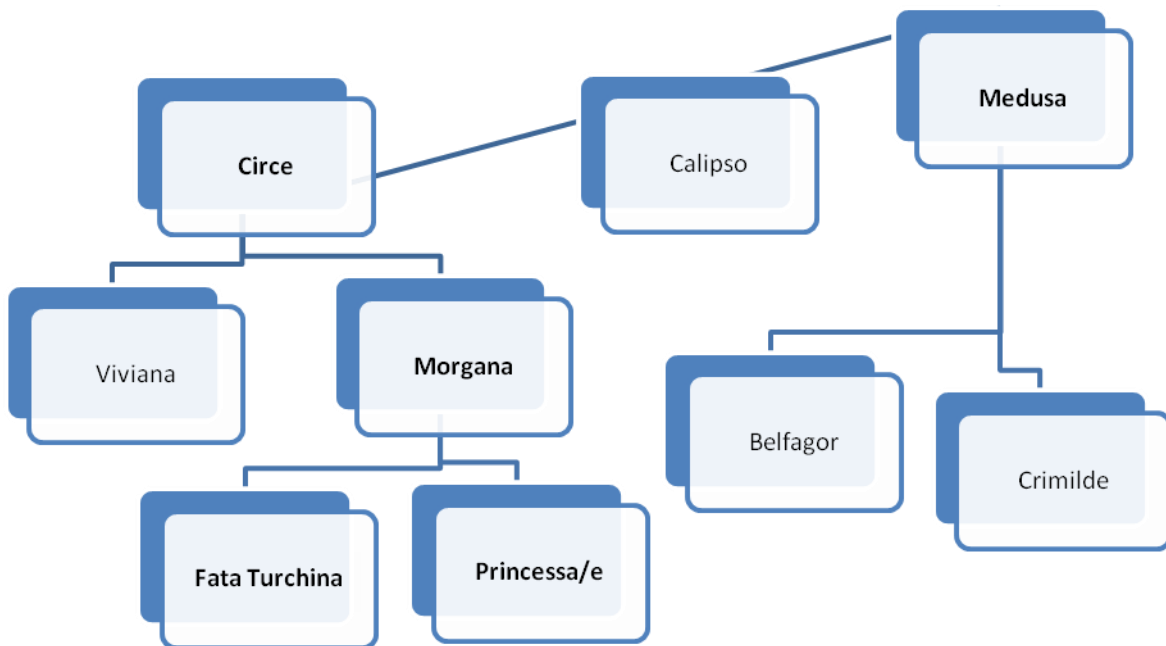 Medusa
Calipso
Circe
Viviana
Morgana
Belfagor
Crimilde
Fata Turchina
Princessa/e